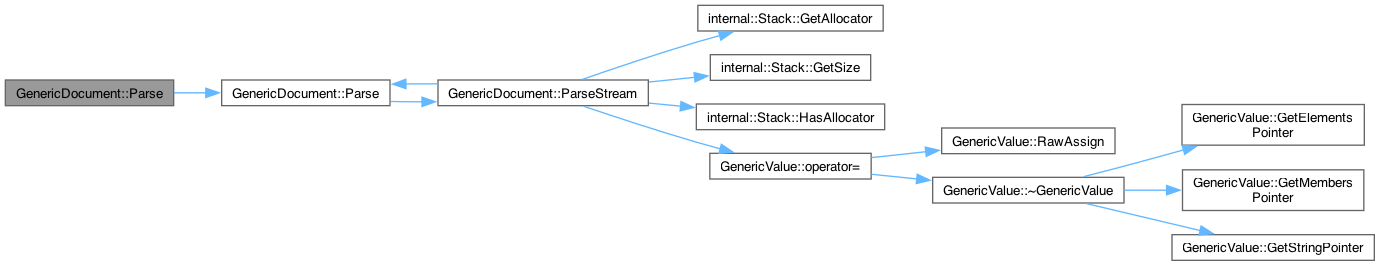 GenericDocument::Parse
GenericDocument::Parse
GenericDocument::ParseStream
internal::Stack::GetAllocator
internal::Stack::GetSize
internal::Stack::HasAllocator
GenericValue::operator=
GenericValue::RawAssign
GenericValue::~GenericValue
GenericValue::GetElements
Pointer
GenericValue::GetMembers
Pointer
GenericValue::GetStringPointer